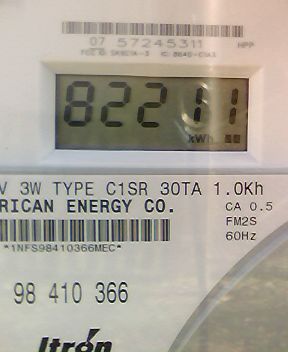 07 57245311 HPP
82211
kWh
V 3W TYPE C1SR 30TA 1.0Kh
RICAN ENERGY CO. CA 0.5
FM2S
60Hz
*1NFS98410366MEC*
98 410 366
Itrón